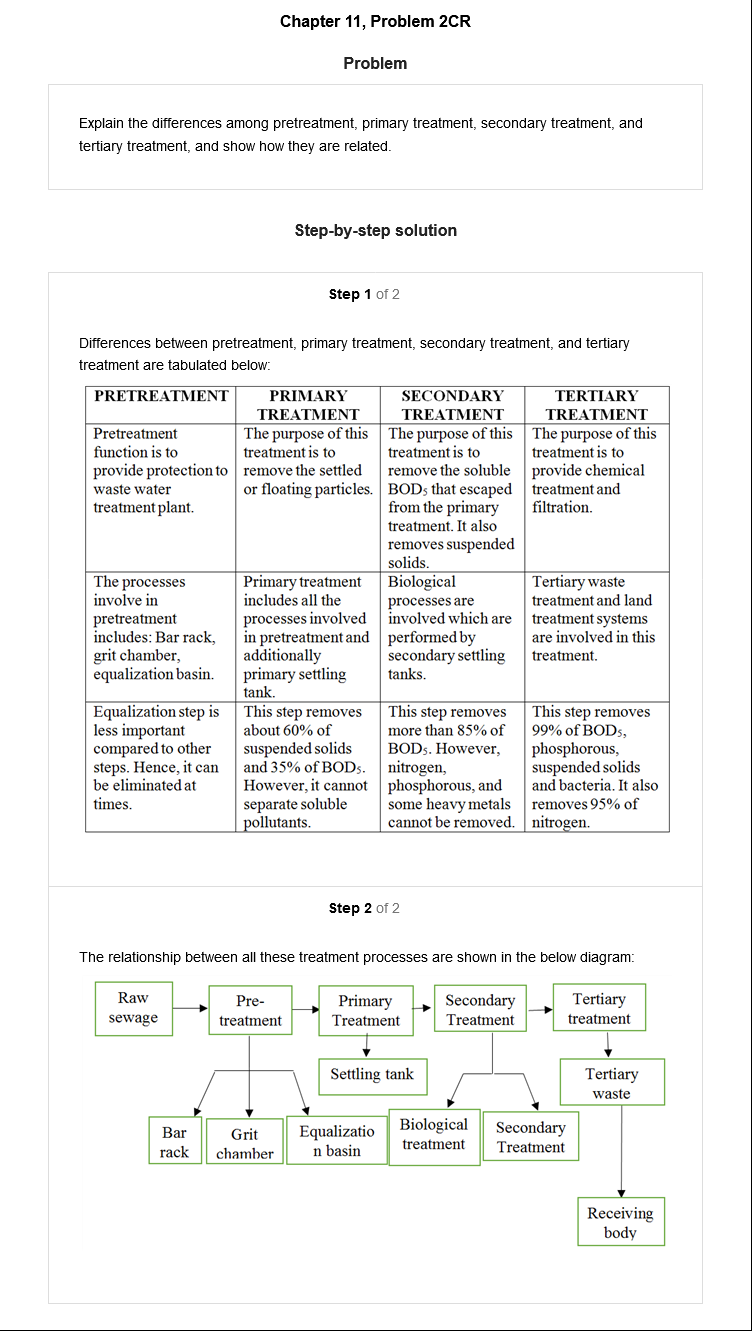 Chapter 11, Problem 2CR
Problem
Explain the differences among pretreatment, primary treatment, secondary treatment, and
tertiary treatment, and show how they are related.
Step-by-step solution
Step 1 of 2
Differences between pretreatment, primary treatment, secondary treatment, and tertiary
treatment are tabulated below:
PRETREATMENT
PRIMARY
TREATMENT
SECONDARY
TREATMENT
TERTIARY
TREATMENT
Pretreatment
function is to
provide protection to
waste water
treatment plant.
The purpose of this
treatment is to
remove the settled
or floating particles.
The purpose of this
treatment is to
remove the soluble
BOD₅ that escaped
from the primary
treatment. It also
removes suspended
solids.
The purpose of this
treatment is to
provide chemical
treatment and
filtration.
The processes
involve in
pretreatment
includes: Bar rack,
grit chamber,
equalization basin.
Primary treatment
includes all the
processes involved
in pretreatment and
additionally
primary settling
tank.
Biological
processes are
involved which are
performed by
secondary settling
tanks.
Tertiary waste
treatment and land
treatment systems
are involved in this
treatment.
Equalization step is
less important
compared to other
steps. Hence, it can
be eliminated at
times.
This step removes
about 60% of
suspended solids
and 35% of BOD₅.
However, it cannot
separate soluble
pollutants.
This step removes
more than 85% of
BOD₅. However,
nitrogen,
phosphorous, and
some heavy metals
cannot be removed.
This step removes
99% of BOD₅,
phosphorous,
suspended solids
and bacteria. It also
removes 95% of
nitrogen.
Step 2 of 2
The relationship between all these treatment processes are shown in the below diagram:
Raw
sewage
Pre-
treatment
Primary
Treatment
Secondary
Treatment
Tertiary
treatment
Settling tank
Tertiary
waste
Bar
rack
Grit
chamber
Equalizatio
n basin
Biological
treatment
Secondary
Treatment
Receiving
body